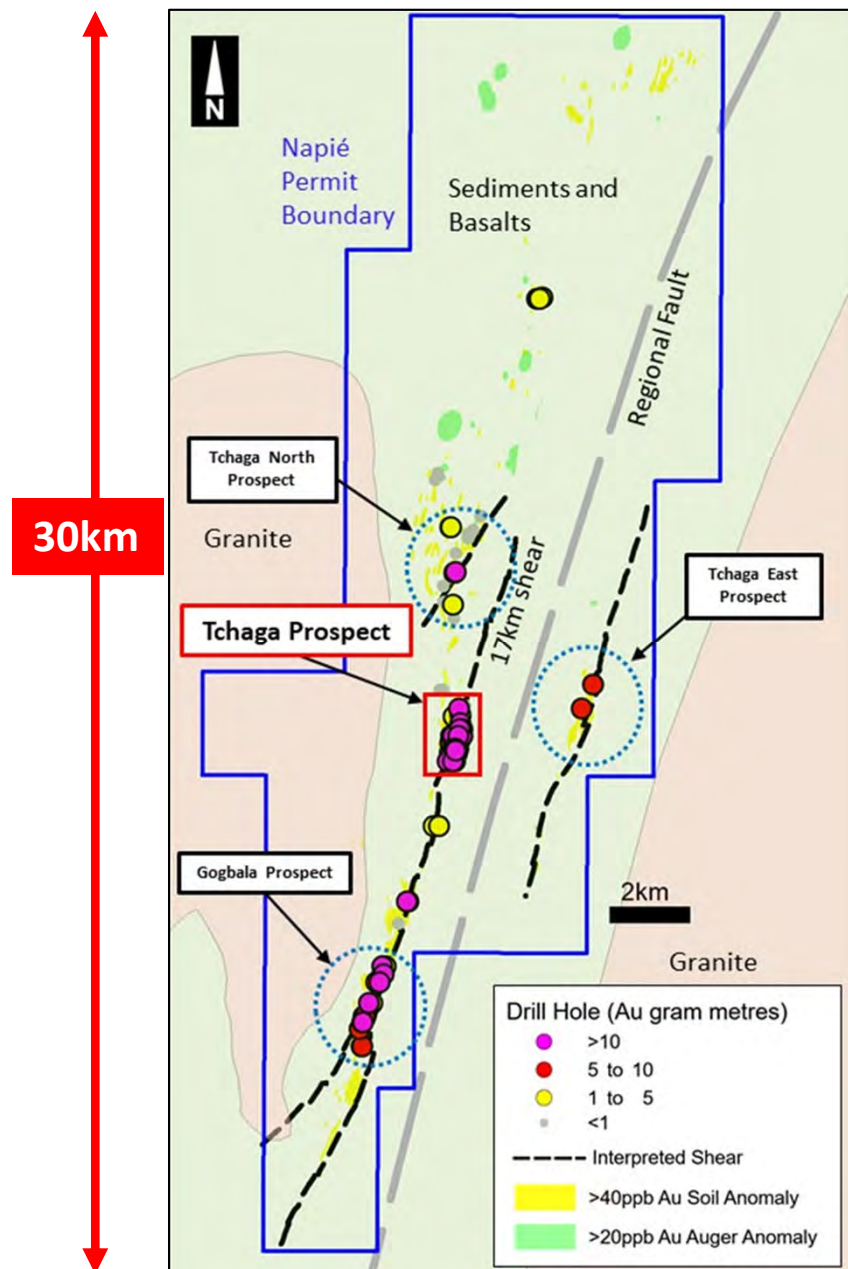 N
Napié
Permit
Boundary
Sediments and
Basalts
Regional Fault
Tchaga North
Prospect
30km
Granite
17km shear
Tchaga East
Prospect
Tchaga Prospect
Gogbala Prospect
2km
Granite
Drill Hole (Au gram metres)
>10
5 to 10
1 to 5
<1
Interpreted Shear
>40ppb Au Soil Anomaly
>20ppb Au Auger Anomaly